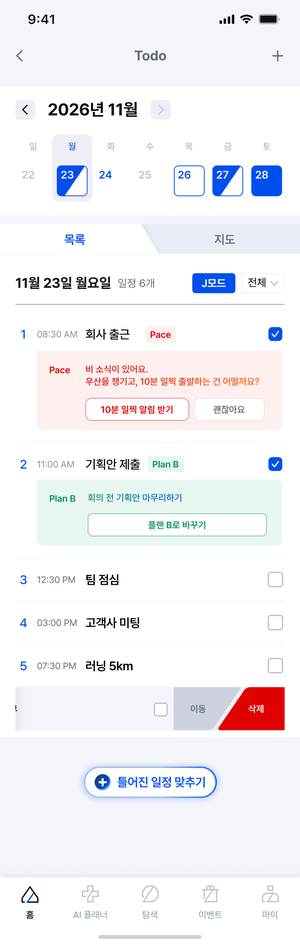 9:41
Todo
2026년 11월
일 월 화 수 목 금 토
22 23 24 25 26 27 28
목록 지도
11월 23일 월요일 일정 6개 J모드 전체
1 08:30 AM 회사 출근 Pace
Pace 비 소식이 있어요.
우산을 챙기고, 10분 일찍 출발하는 건 어떨까요?
10분 일찍 알림 받기 괜찮아요
2 11:00 AM 기획안 제출 Plan B
Plan B 회의 전 기획안 마무리하기
플랜 B로 바꾸기
3 12:30 PM 팀 점심
4 03:00 PM 고객사 미팅
5 07:30 PM 러닝 5km
이동 삭제
틀어진 일정 맞추기
홈 AI 플래너 탐색 이벤트 마이